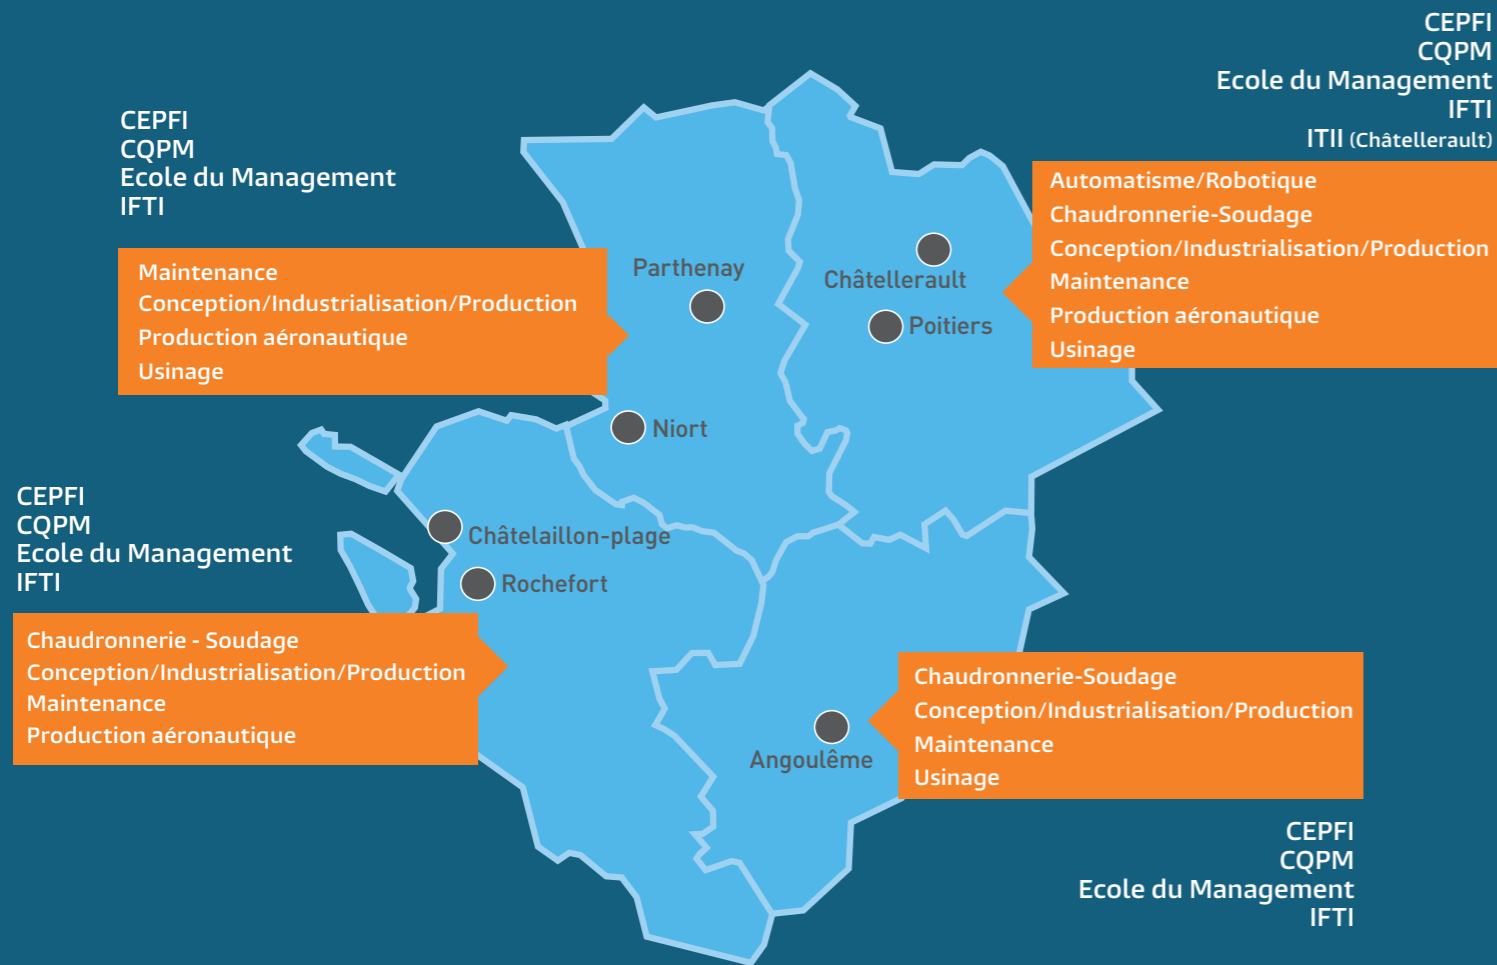 CEPFI
CQPM
Ecole du Management
IFTI
ITII (Châtellerault)
Automatisme/Robotique
Chaudronnerie-Soudage
Conception/Industrialisation/Production
Maintenance
Production aéronautique
Usinage
CEPFI
CQPM
Ecole du Management
IFTI
Maintenance
Conception/Industrialisation/Production
Production aéronautique
Usinage
Parthenay
Châtellerault
Poitiers
Niort
CEPFI
CQPM
Ecole du Management
IFTI
Châtelaillon-plage
Rochefort
Chaudronnerie - Soudage
Conception/Industrialisation/Production
Maintenance
Production aéronautique
Angoulême
Chaudronnerie-Soudage
Conception/Industrialisation/Production
Maintenance
Usinage
CEPFI
CQPM
Ecole du Management
IFTI